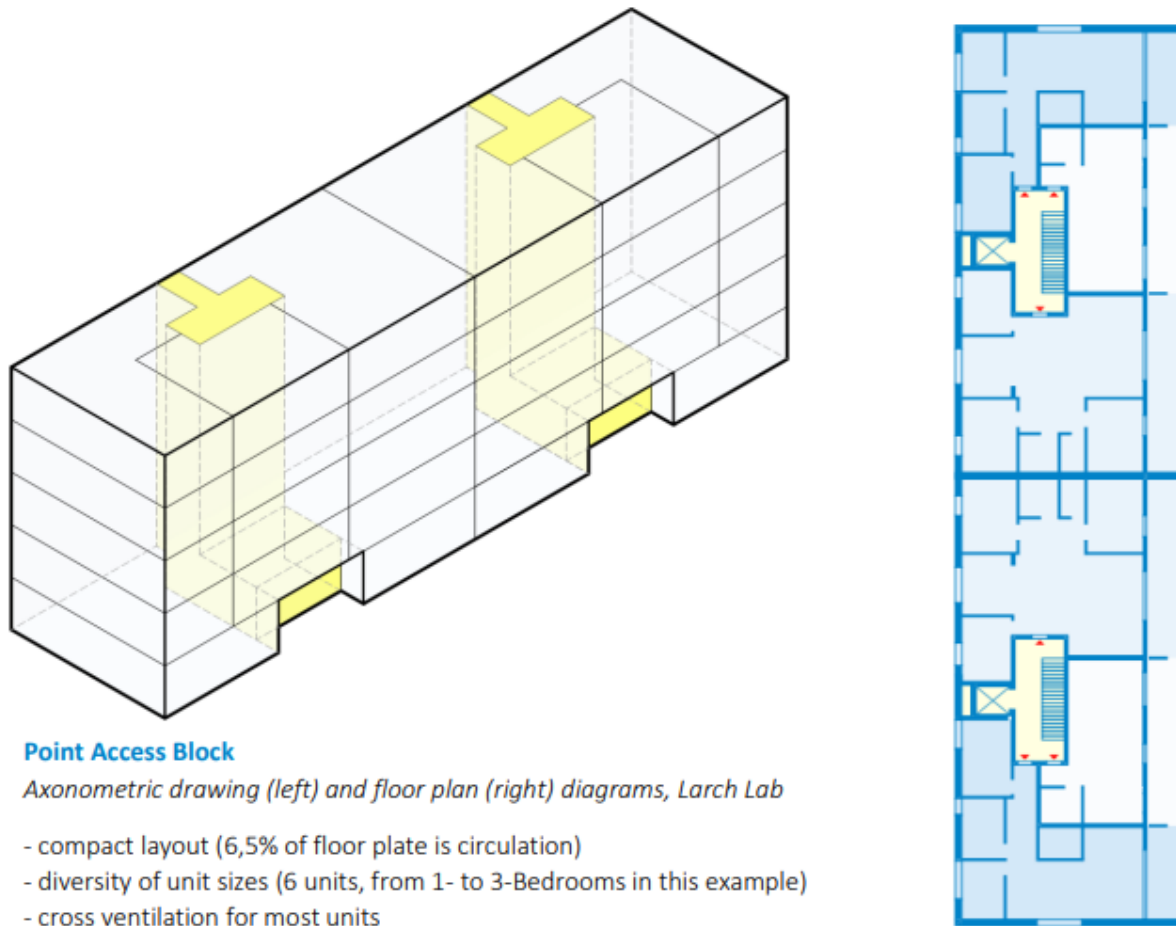 Point Access Block
Axonometric drawing (left) and floor plan (right) diagrams, Larch Lab
- compact layout (6,5% of floor plate is circulation)
- diversity of unit sizes (6 units, from 1- to 3-Bedrooms in this example)
- cross ventilation for most units